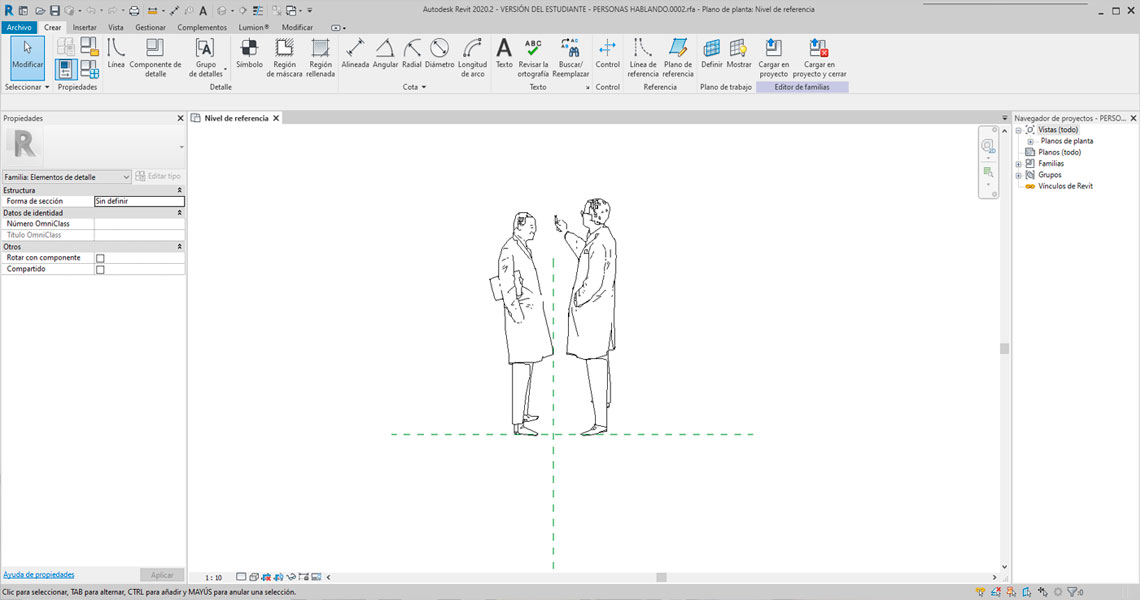 Autodesk Revit 2020.2 - VERSIÓN DEL ESTUDIANTE - PERSONAS HABLANDO.0002.rfa - Plano de planta: Nivel de referencia
Archivo Crear Insertar Vista Gestionar Complementos Lumion® Modificar
Modificar
Línea
Componente de detalle
Grupo de detalles
Símbolo
Región de máscara
Región rellenada
Alineada
Angular
Radial
Diámetro
Longitud de arco
Texto
Revisar la ortografía
Buscar/ Reemplazar
Control
Línea de referencia
Plano de referencia
Definir
Mostrar
Cargar en proyecto
Cargar en proyecto y cerrar
Seleccionar Propiedades Detalle Cota Texto Control Referencia Plano de trabajo Editor de familias
Propiedades
Familia: Elementos de detalle
Editar tipo
Estructura
Forma de sección Sin definir
Datos de identidad
Número OmniClass
Título OmniClass
Otros
Rotar con componente
Compartido
Ayuda de propiedades
Aplicar
Nivel de referencia
2D
Navegador de proyectos - PERSO...
Vistas (todo)
Planos de planta
Planos (todo)
Familias
Grupos
Vínculos de Revit
1 : 10
Clic para seleccionar, TAB para alternar, CTRL para añadir y MAYÚS para anular una selección.
:0